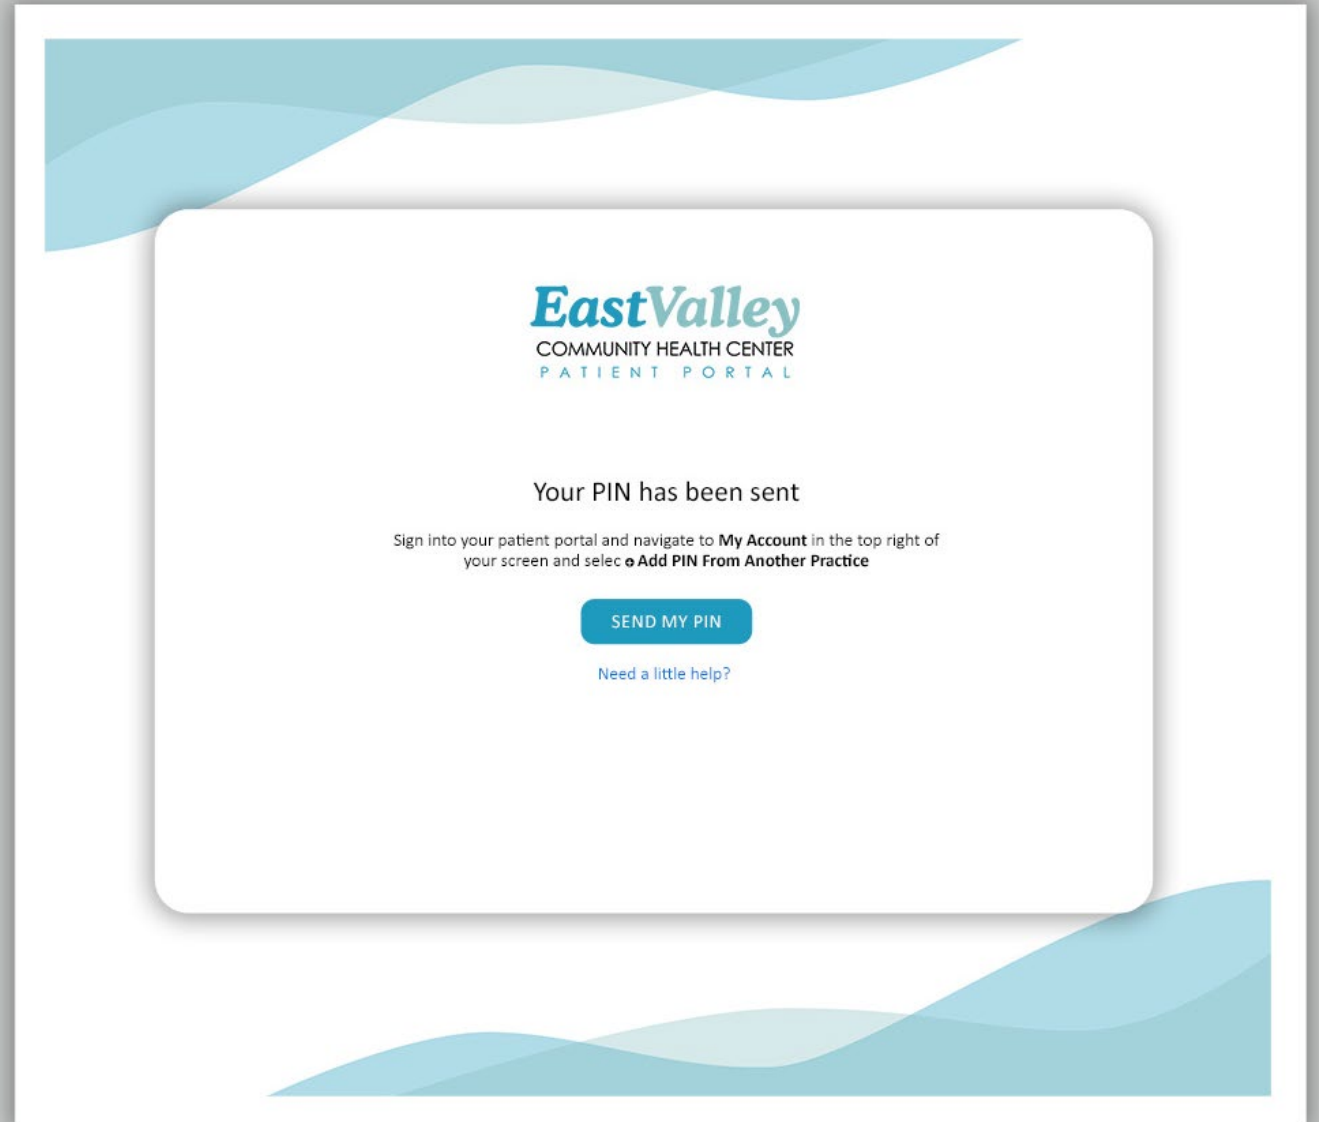 EastValley
COMMUNITY HEALTH CENTER
PATIENT PORTAL
Your PIN has been sent
Sign into your patient portal and navigate to My Account in the top right of
your screen and selec Add PIN From Another Practice
SEND MY PIN
Need a little help?